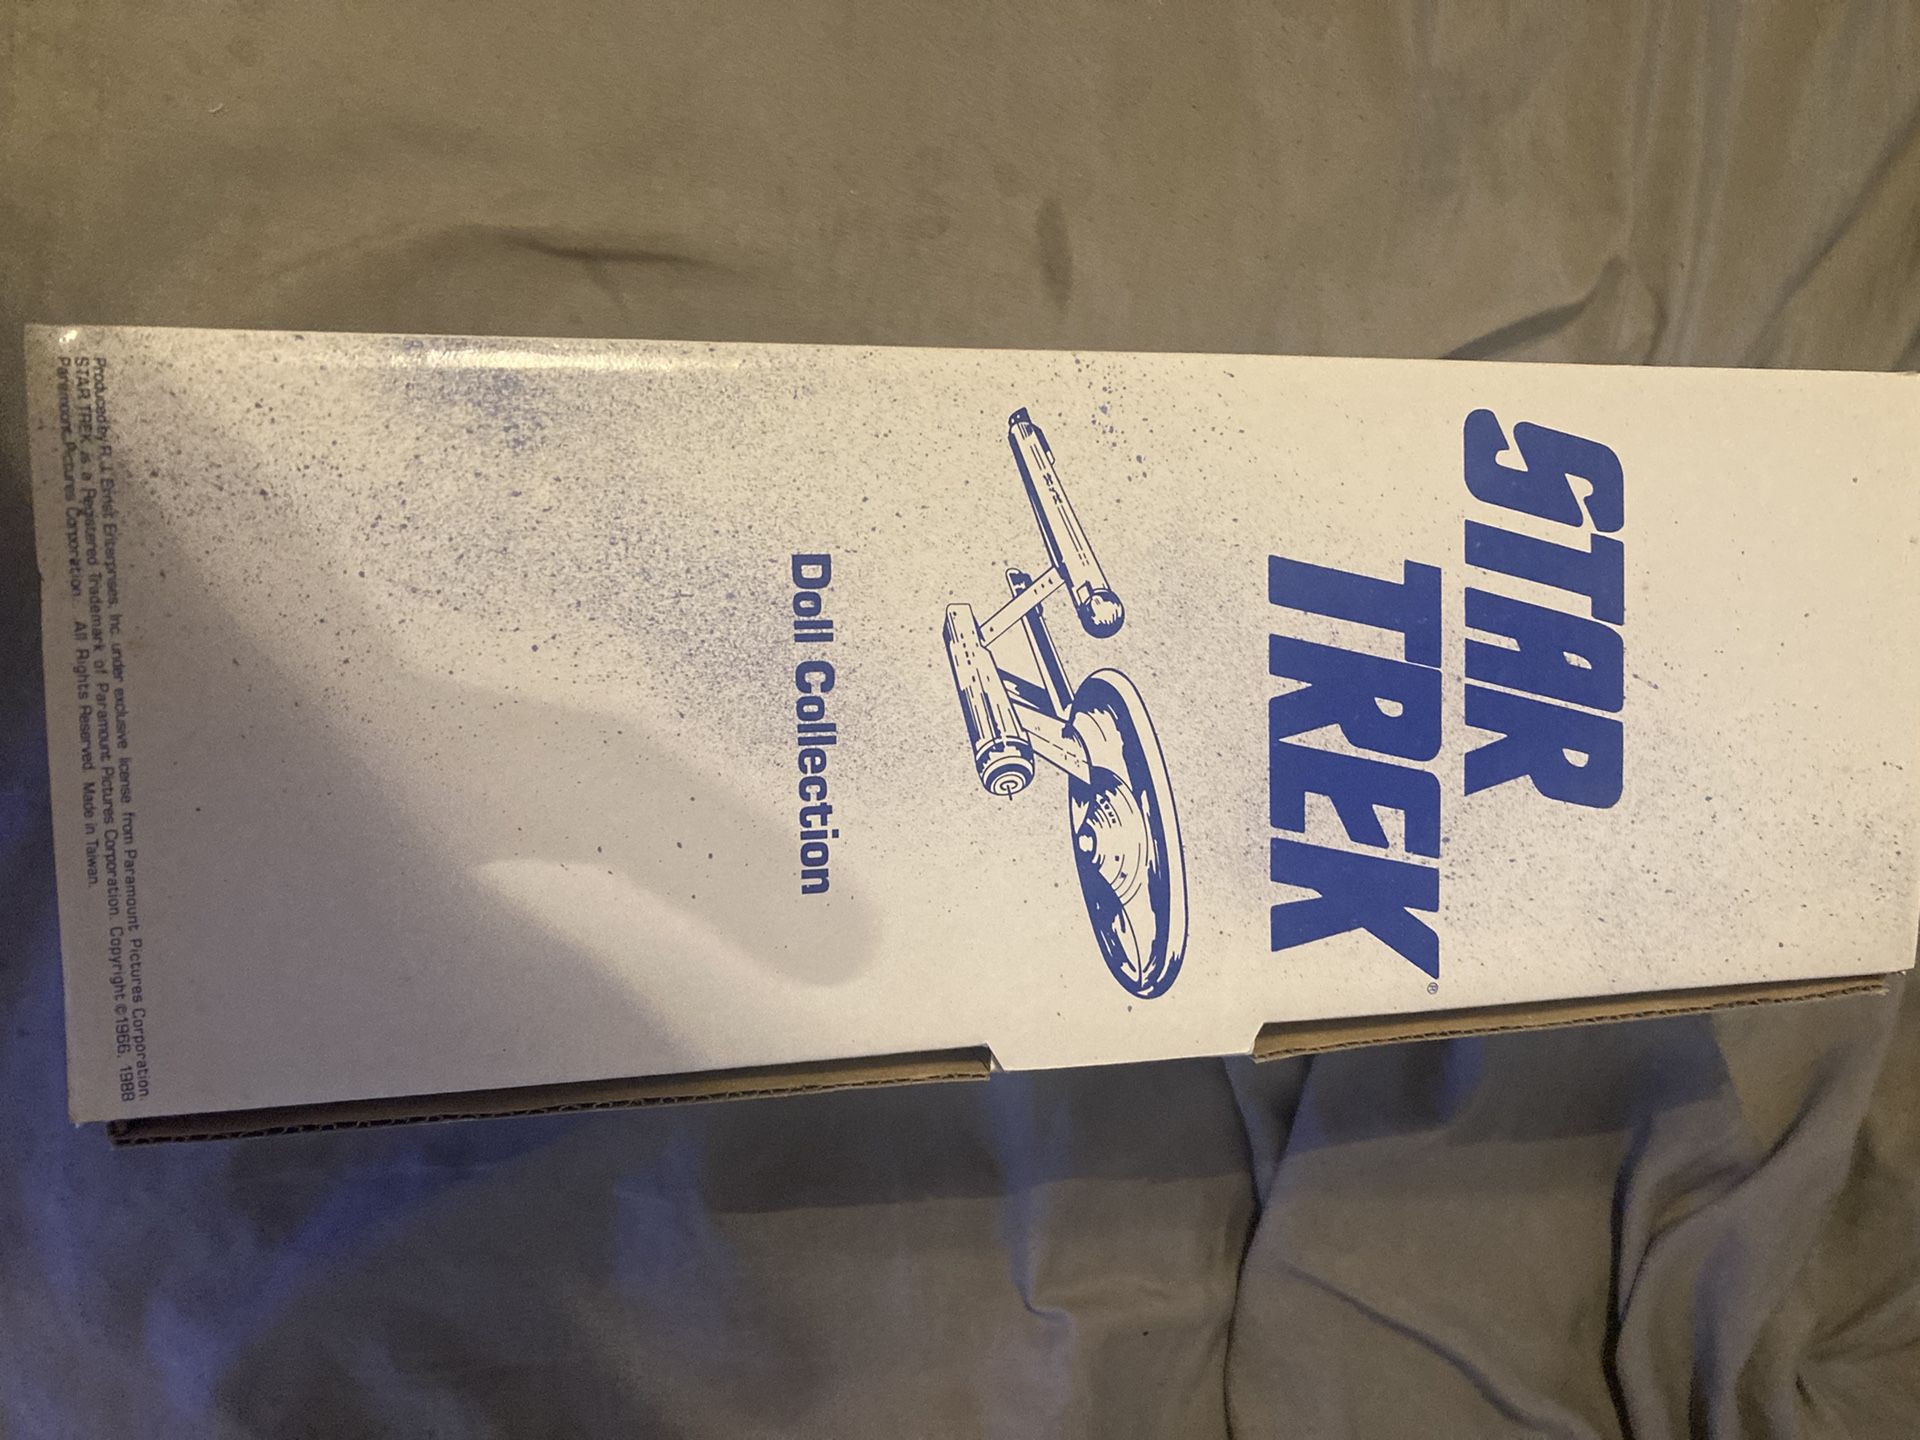 STAR
TREK®
Doll Collection
Produced by R.J. Ernst Enterprises, Inc. under exclusive license from Paramount Pictures Corporation.
STAR TREK is a Registered Trademark of Paramount Pictures Corporation. Copyright ©1966, 1988
Paramount Pictures Corporation. All Rights Reserved. Made in Taiwan.